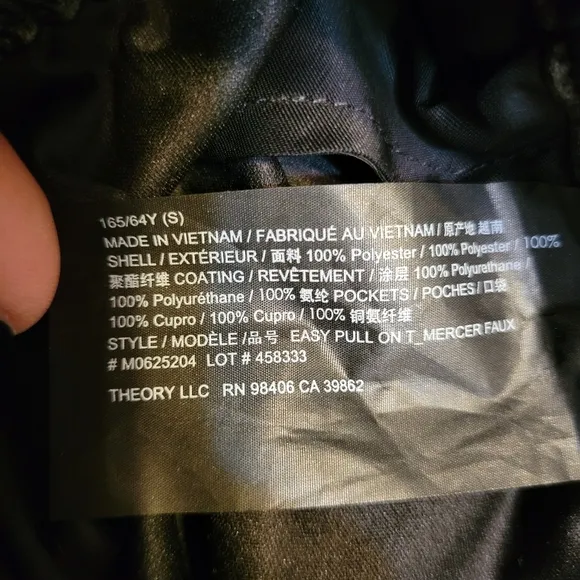 165/64Y (S)
MADE IN VIETNAM / FABRIQUÉ AU VIETNAM / 原产地 越南
SHELL / EXTÉRIEUR / 面料 100% Polyester / 100% Polyester / 100%
聚酯纤维 COATING / REVÊTEMENT / 涂层 100% Polyurethane /
100% Polyuréthane / 100% 氨纶 POCKETS / POCHES / 口袋
100% Cupro / 100% Cupro / 100% 铜氨纤维
STYLE / MODÈLE / 品号 EASY PULL ON T_MERCER FAUX
# M0625204 LOT # 458333
THEORY LLC RN 98406 CA 39862